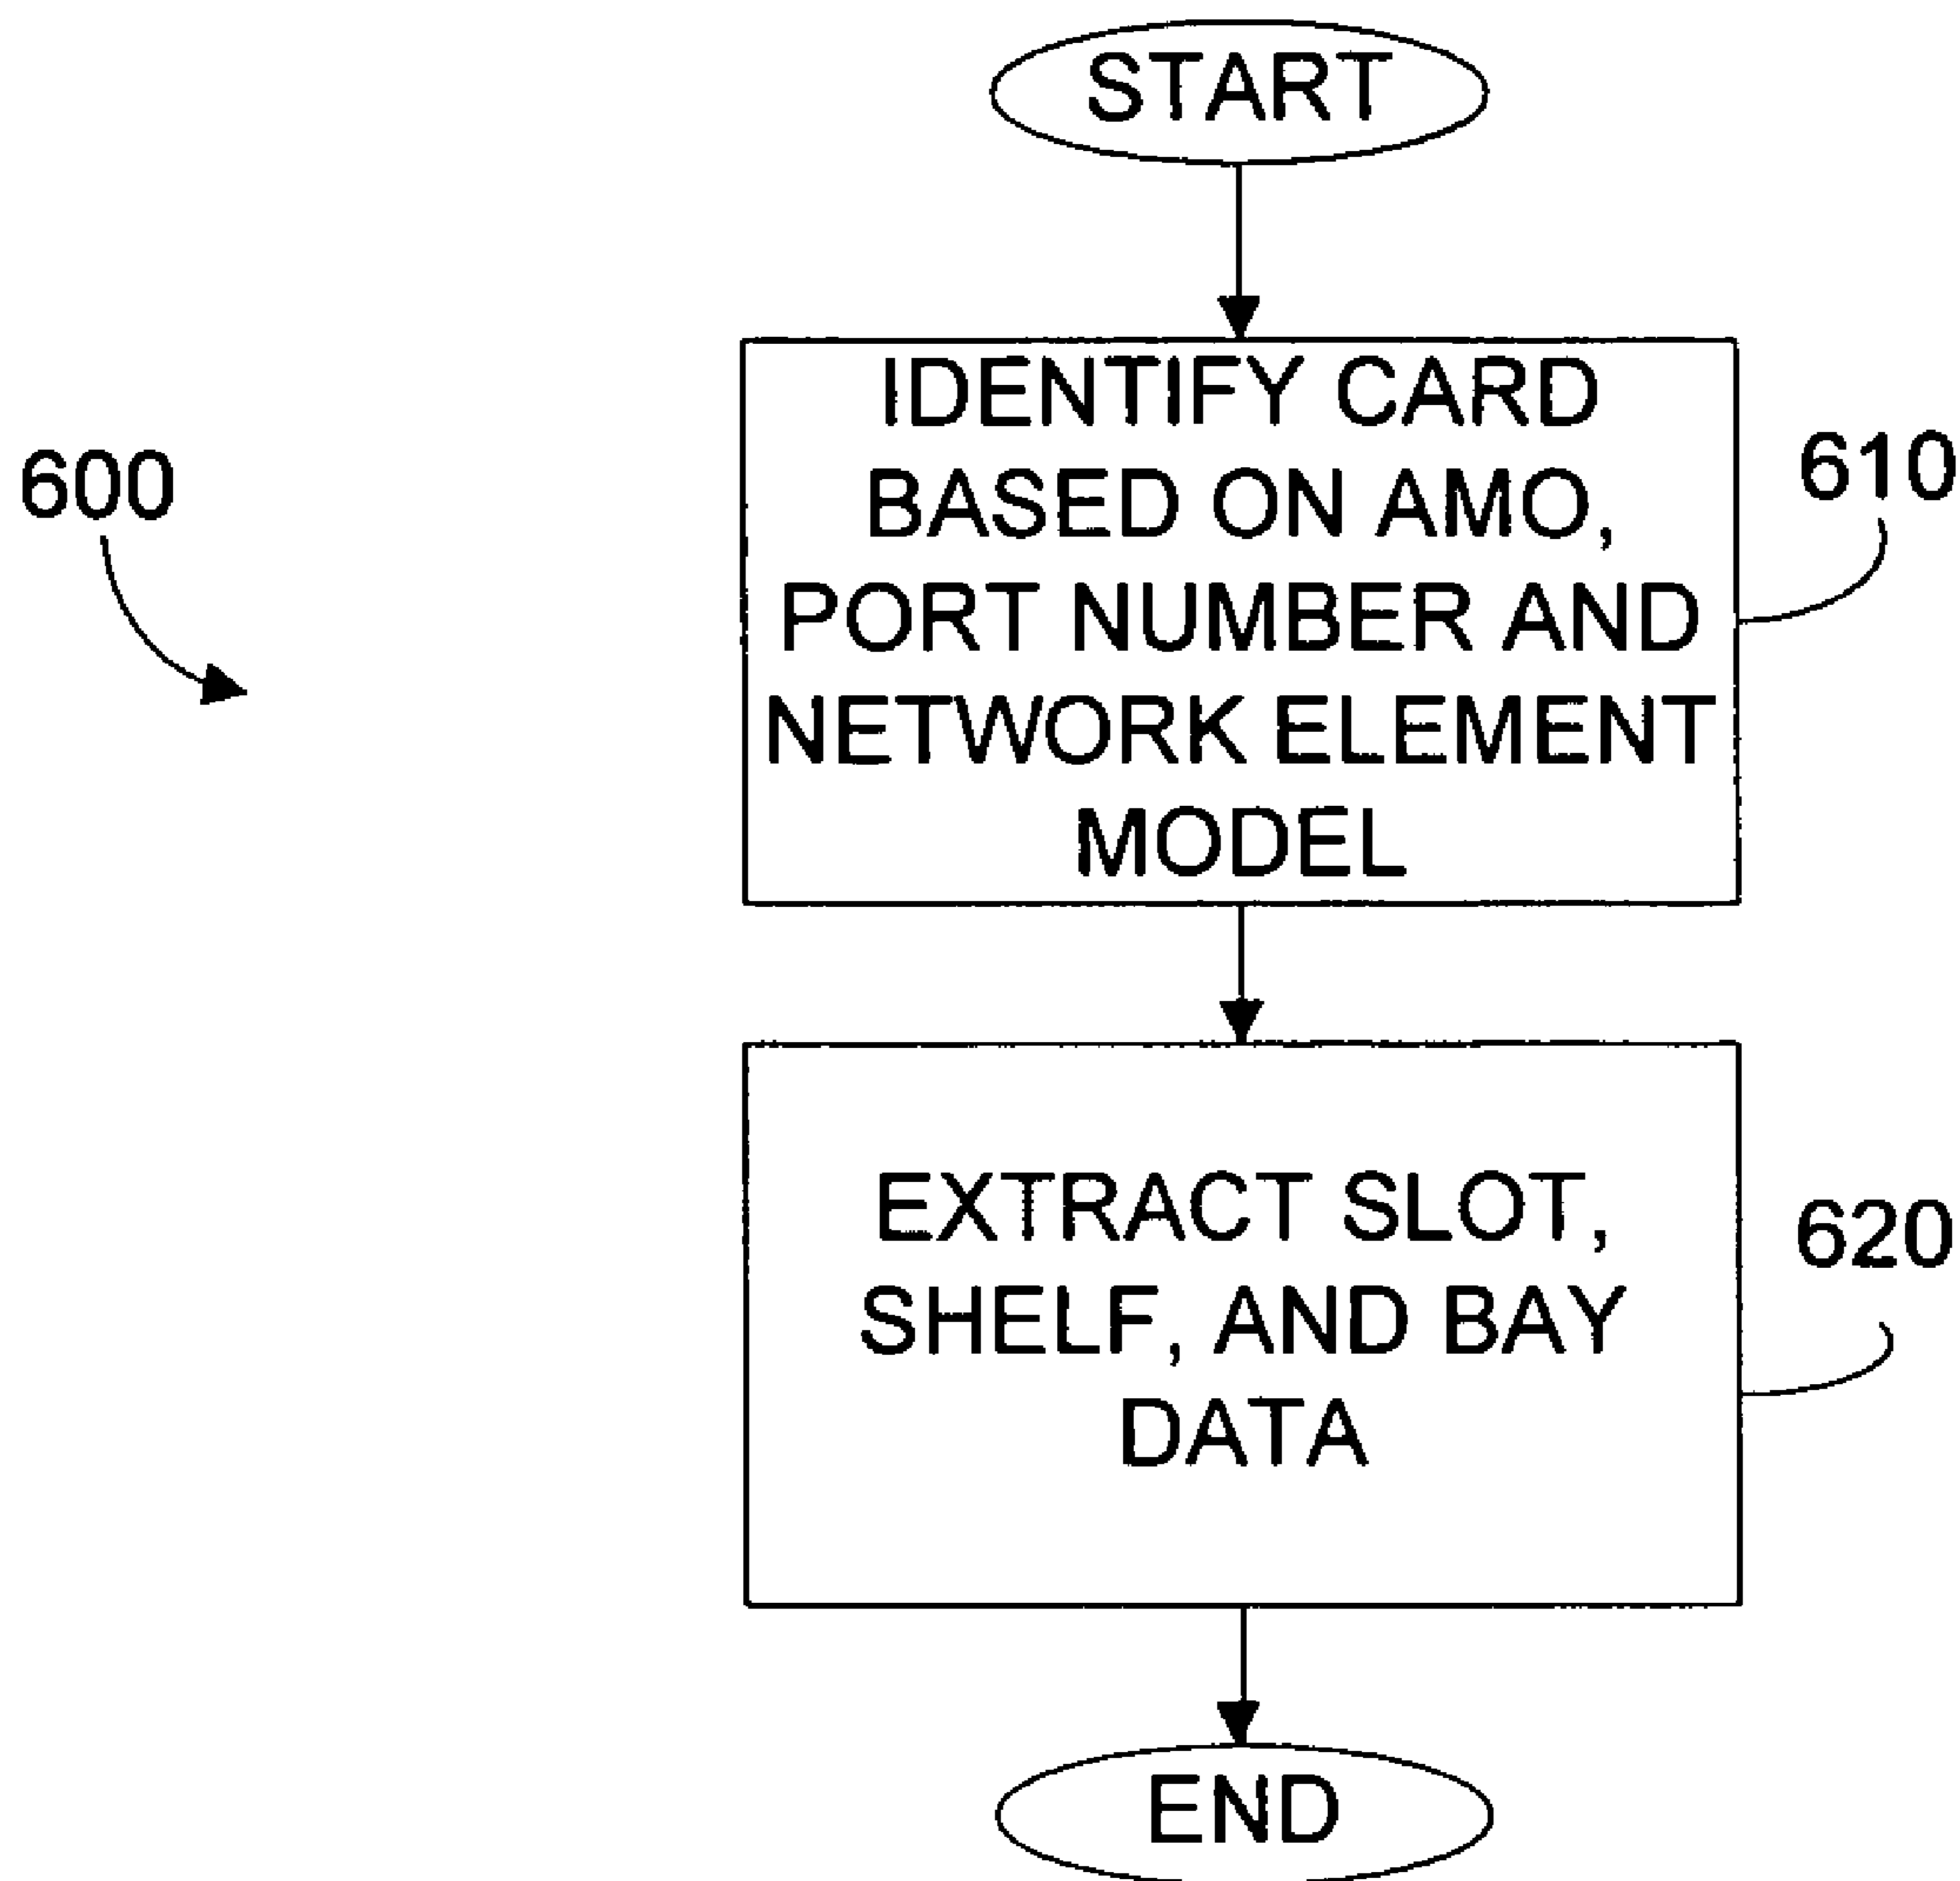 START
600
IDENTIFY CARD
BASED ON AMO,
PORT NUMBER AND
NETWORK ELEMENT
MODEL
610
EXTRACT SLOT,
SHELF, AND BAY
DATA
620
END